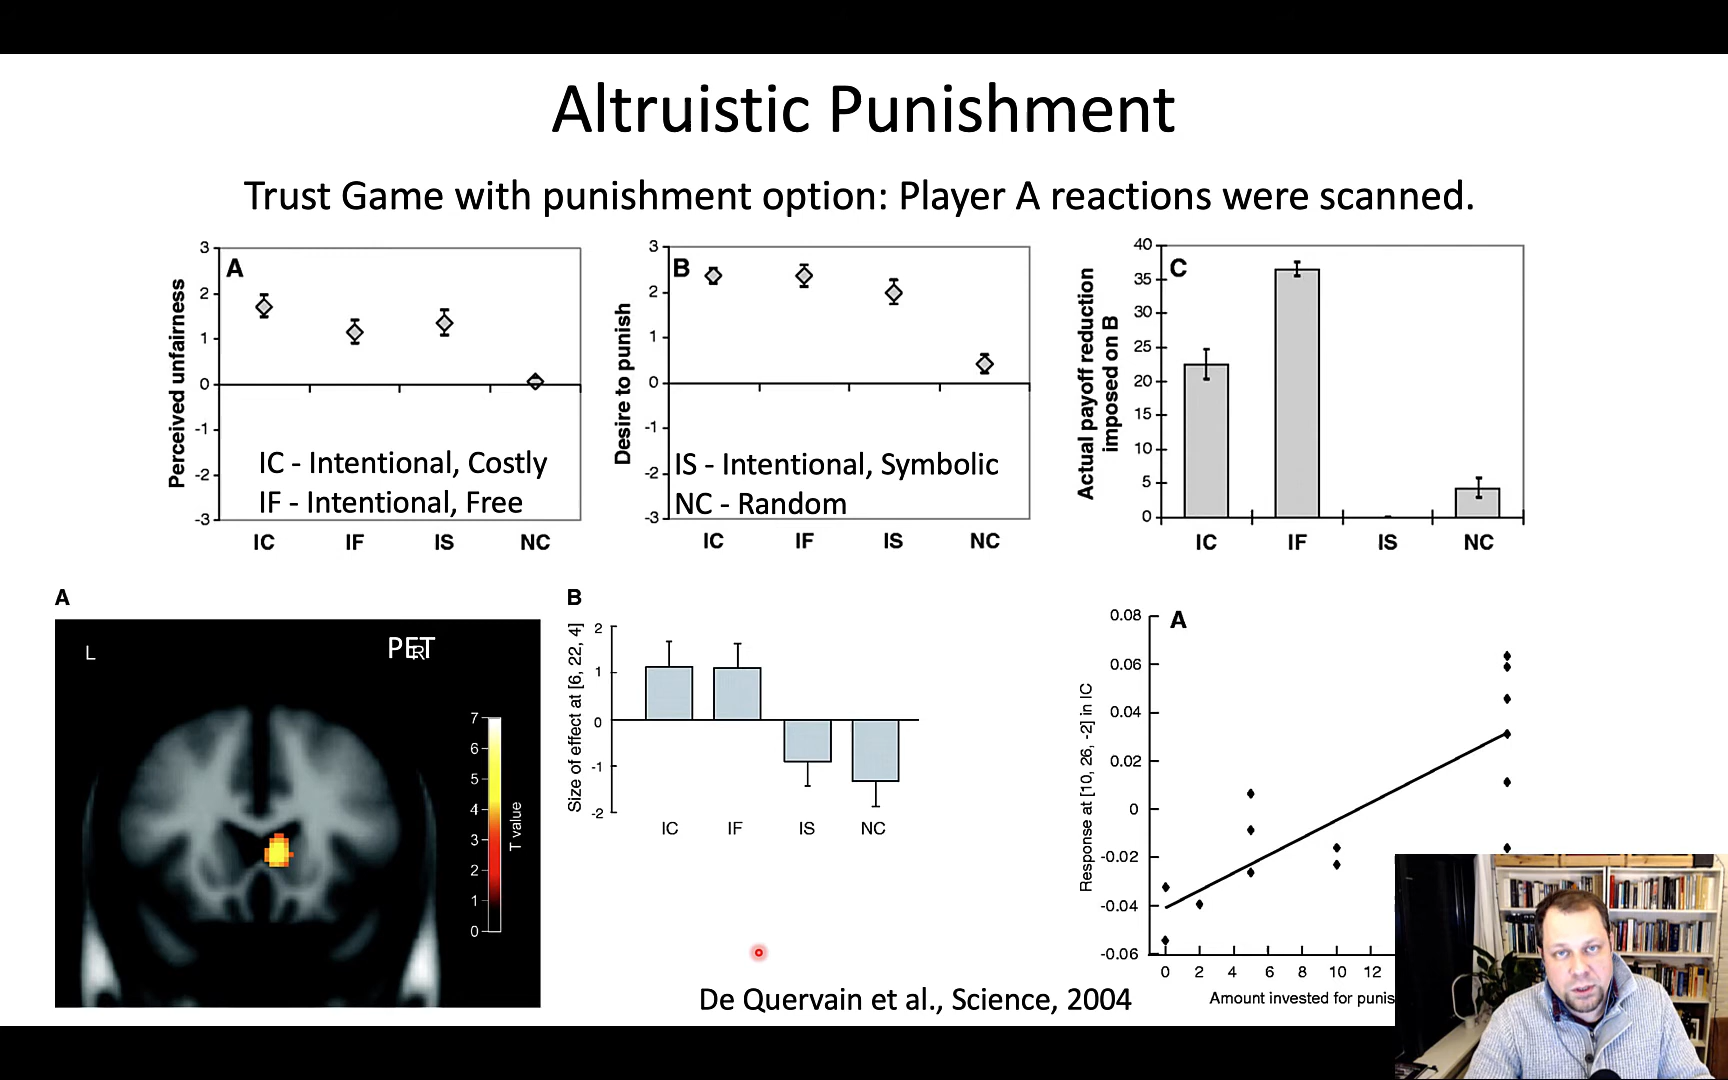 Altruistic Punishment
Trust Game with punishment option: Player A reactions were scanned.
A
Perceived unfairness
3
2
1
0
-1
-2
-3
IC - Intentional, Costly
IF - Intentional, Free
IC IF IS NC
B
Desire to punish
3
2
1
0
-1
-2
-3
IS - Intentional, Symbolic
NC - Random
IC IF IS NC
C
Actual payoff reduction
imposed on B
40
35
30
25
20
15
10
5
0
IC IF IS NC
A
L
PET
R
7
6
5
4
3
2
1
0
T value
B
Size of effect at [6, 22, 4]
2
1
0
-1
-2
IC IF IS NC
A
Response at [10, 26, -2] in IC
0.08
0.06
0.04
0.02
0
-0.02
-0.04
-0.06
0 2 4 6 8 10 12
Amount invested for punis
De Quervain et al., Science, 2004